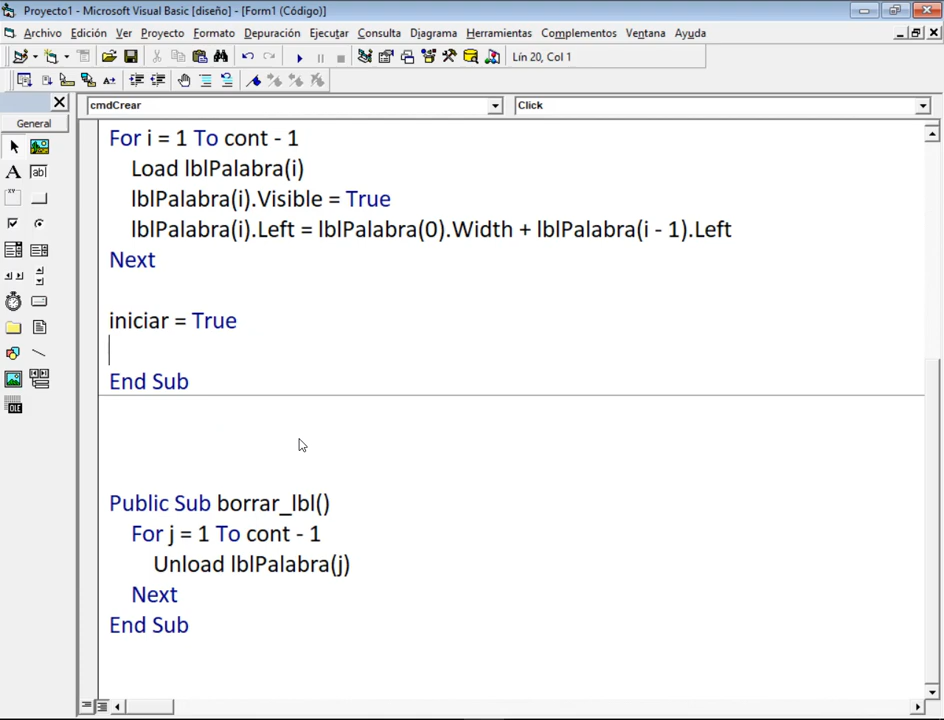 Proyecto1 - Microsoft Visual Basic [diseño] - [Form1 (Código)]
Archivo Edición Ver Proyecto Formato Depuración Ejecutar Consulta Diagrama Herramientas Complementos Ventana Ayuda
Lín 20, Col 1
cmdCrear Click
General
For i = 1 To cont - 1
Load lblPalabra(i)
lblPalabra(i).Visible = True
lblPalabra(i).Left = lblPalabra(0).Width + lblPalabra(i - 1).Left
Next
iniciar = True
End Sub
Public Sub borrar_lbl()
For j = 1 To cont - 1
Unload lblPalabra(j)
Next
End Sub